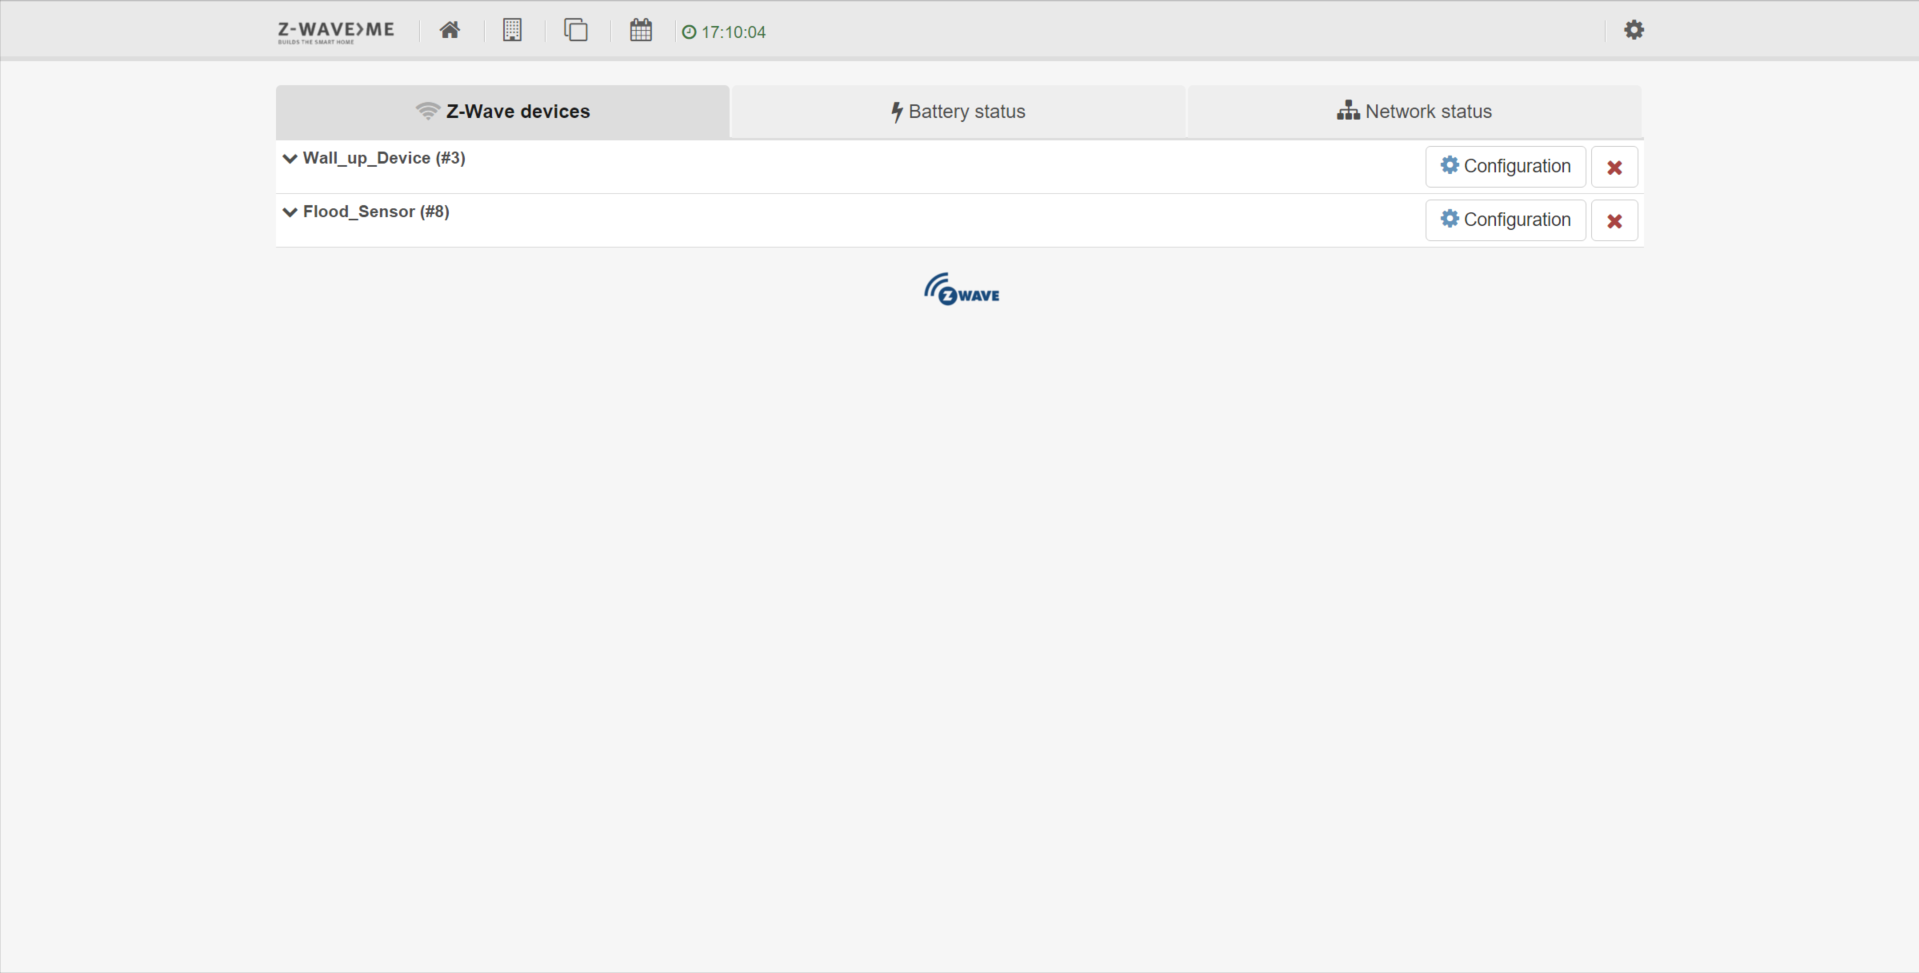 Z-WAVE>ME
BUILDS THE SMART HOME
17:10:04
Z-Wave devices
Battery status
Network status
Wall_up_Device (#3)
Configuration
Flood_Sensor (#8)
Configuration
Z WAVE